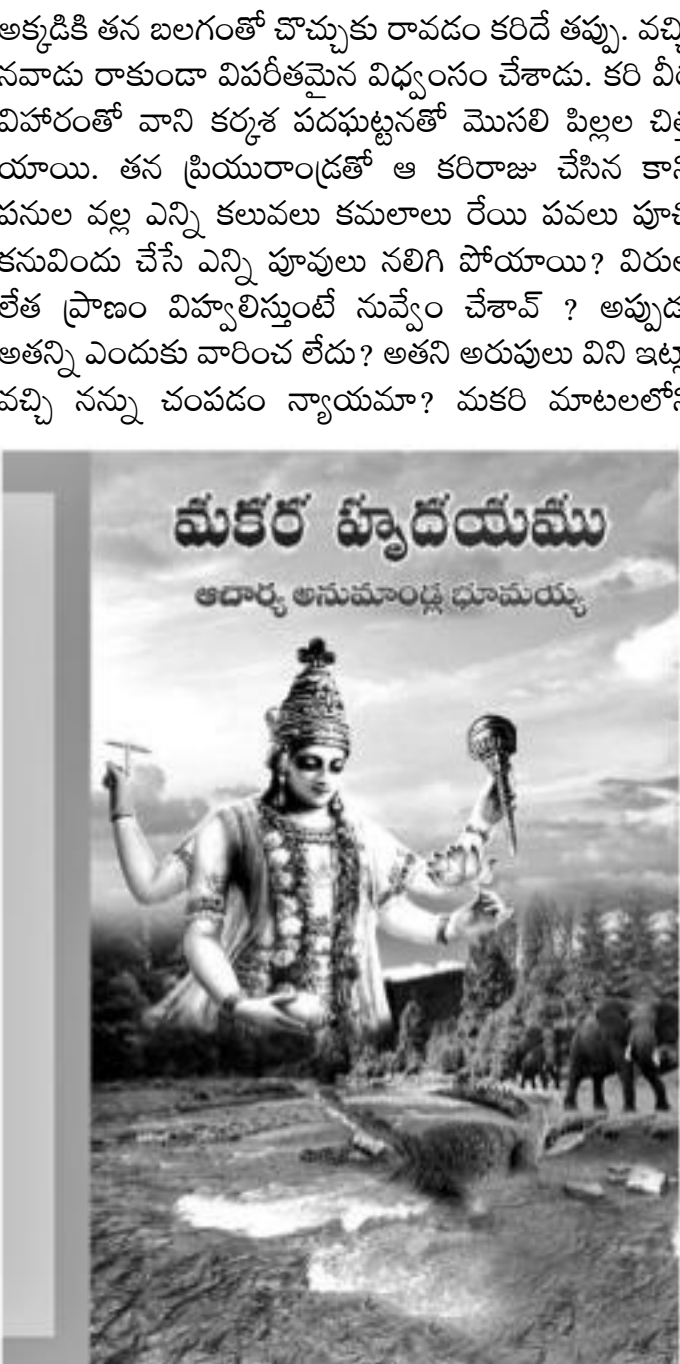 అక్కడికి తన బలగంతో చొచ్చుకు రావడం కరిదే తప్పు. వచ్చి
నవాడు రాకుండా విపరీతమైన విధ్వంసం చేశాడు. కరి వీర
విహారంతో వాని కర్కశ పదఘట్టనతో మొసలి పిల్లల
యాయి. తన ప్రియురాండ్రతో ఆ కరిరాజు చేసిన కాని
పనుల వల్ల ఎన్ని కలువలు కమలాలు రేయి పవలు పూచి
కనువిందు చేసే ఎన్ని పూవులు నలిగి పోయాయి? విరుల
లేత ప్రాణం విహ్వలిస్తుంటే నువ్వేం చేశావ్ ? అప్పుడు
అతన్ని ఎందుకు వారించ లేదు? అతని అరుపులు విని ఇట్లా
వచ్చి నన్ను చంపడం న్యాయమా? మకరి మాటలలోని
మకర హృదయము
ఆచార్య అనుమాండ్ల భూమయ్య